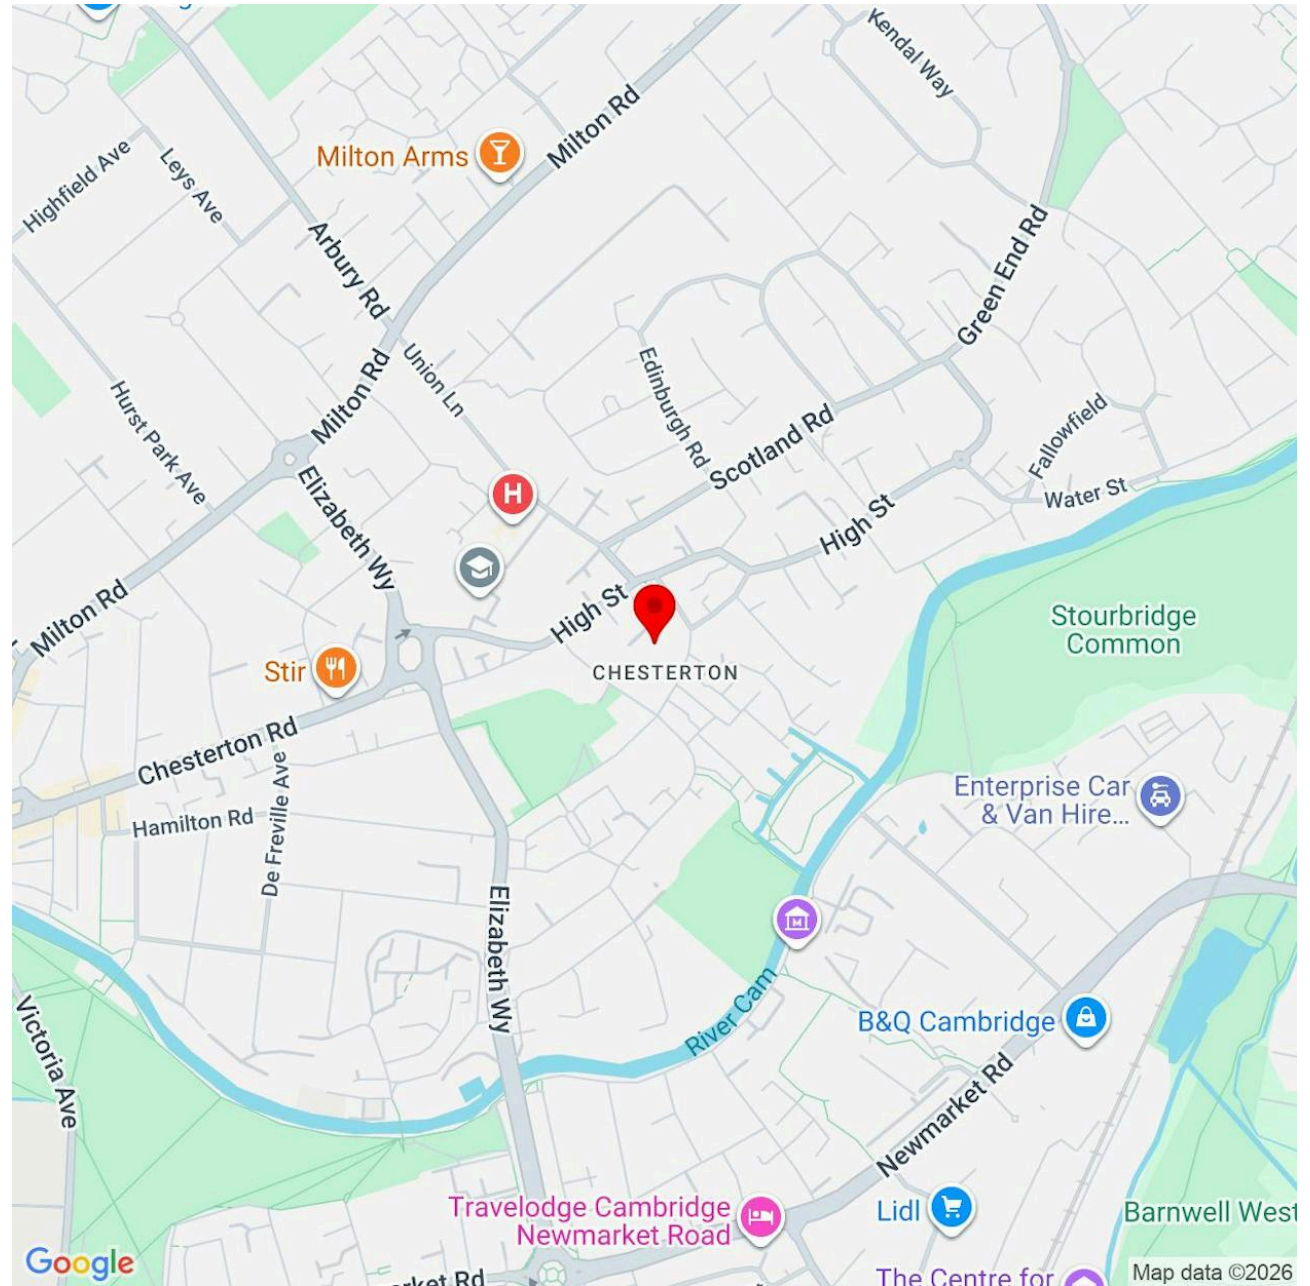 Kendal Way
Milton Rd
Milton Arms
Highfield Ave
Leys Ave
Arbury Rd
Green End Rd
Union Ln
Milton Rd
Edinburgh Rd
Hurst Park Ave
Scotland Rd
Fallowfield
Elizabeth Wy
H
Water St
High St
Milton Rd
High St
Stourbridge
Common
Stir
CHESTERTON
Chesterton Rd
De Freville Ave
Enterprise Car
& Van Hire...
Hamilton Rd
Elizabeth Wy
M
River Cam
Victoria Ave
B&Q Cambridge
Newmarket Rd
Travelodge Cambridge
Newmarket Road
Lidl
Barnwell West
Google
rket Rd
The Centre for
Map data ©2026